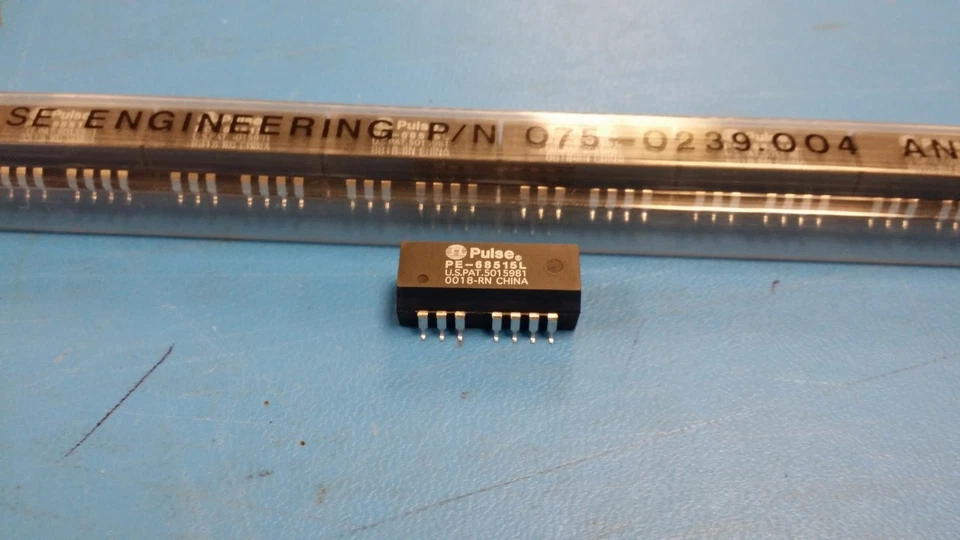 SE ENGINEERING P/N 075-0239.004 AN
Pulse®
PE-68515L
U.S.PAT.5015981
0018-RN CHINA